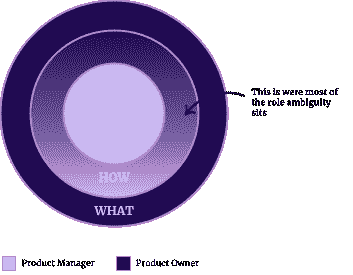 This is were most of
the role ambiguity
sits
HOW
WHAT
Product Manager
Product Owner